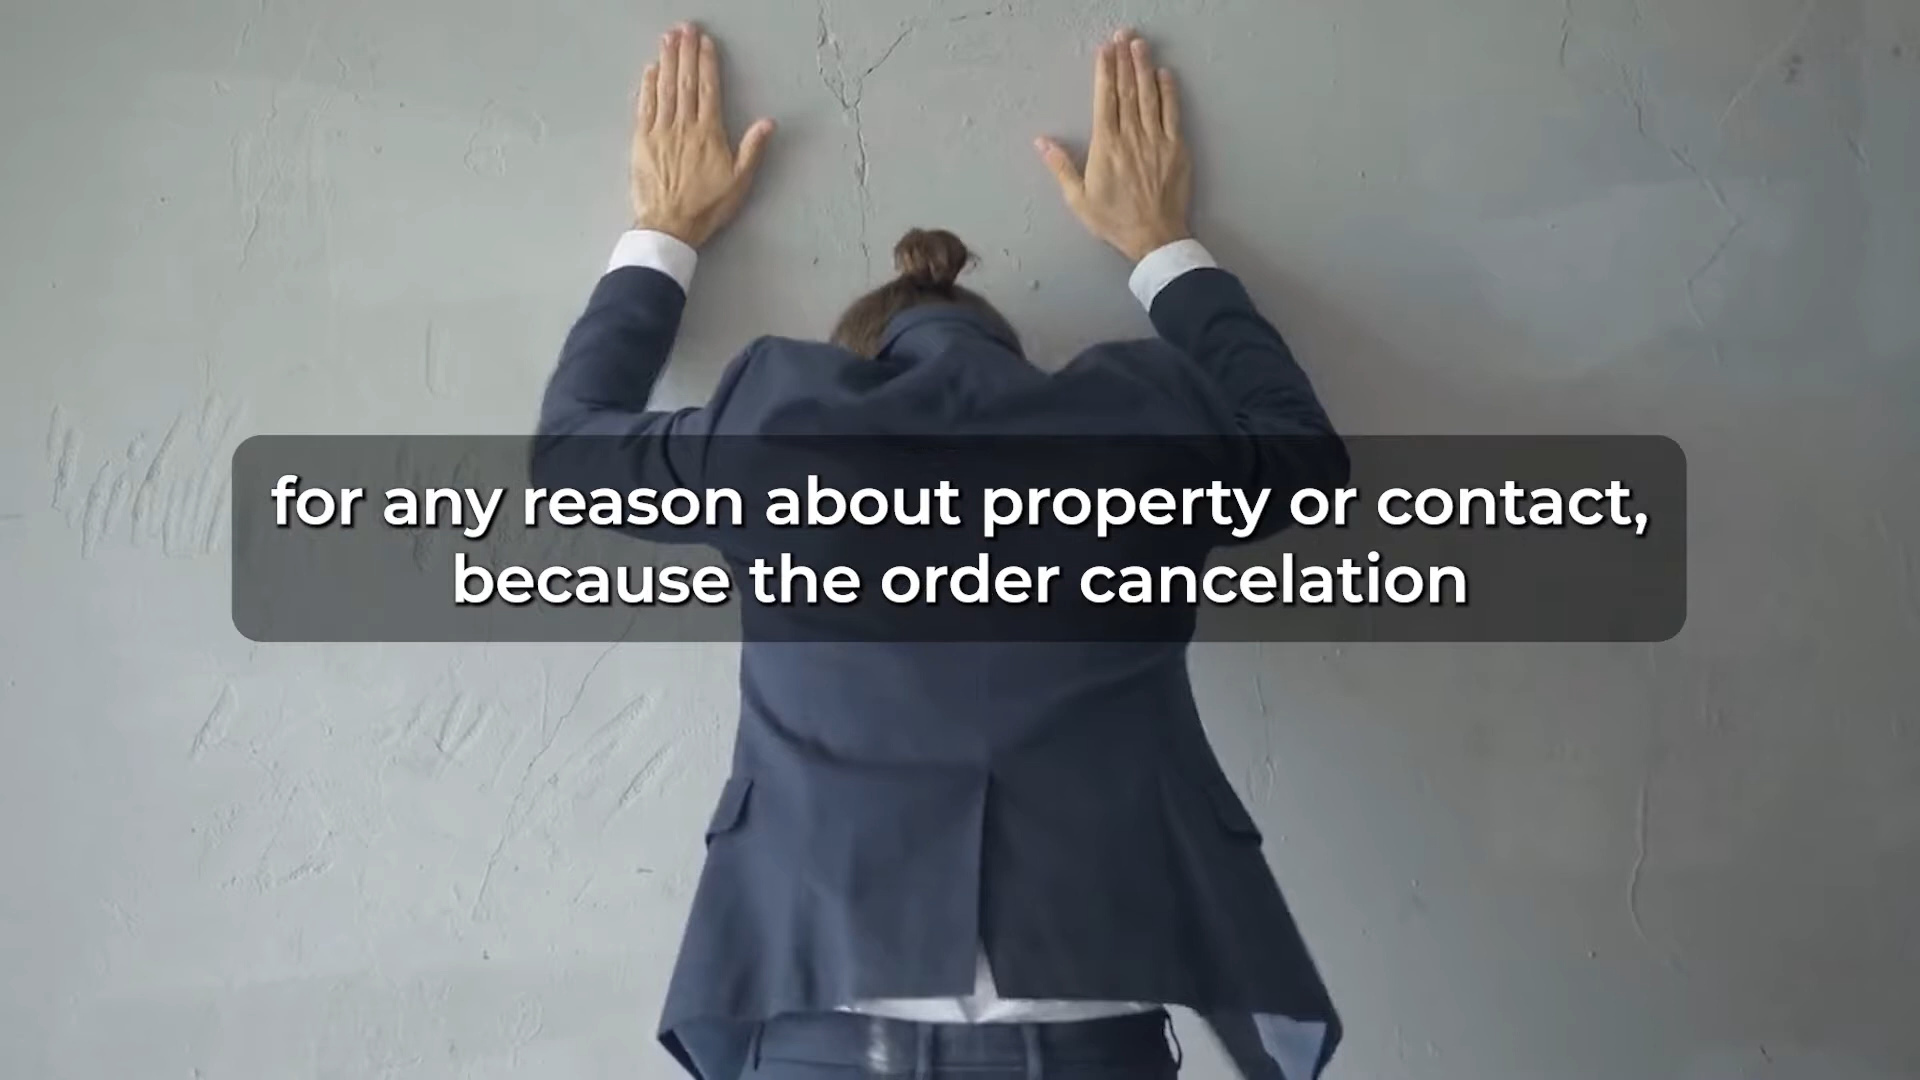 for any reason about property or contact,
because the order cancelation